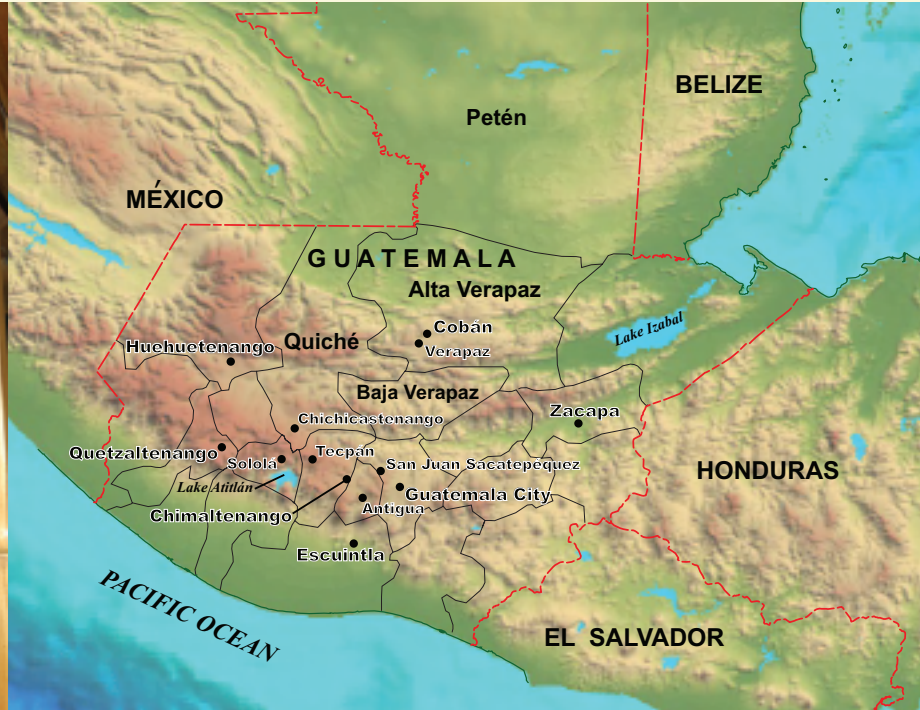 BELIZE
Petén
MÉXICO
GUATEMALA
Alta Verapaz
Cobán
Verapaz
Lake Izabal
Quiché
Huehuetenango
Baja Verapaz
Chichicastenango
Zacapa
Quetzaltenango
Sololá
Tecpán
San Juan Sacatepéquez
HONDURAS
Lake Atitlán
Guatemala City
Chimaltenango
Antigua
Escuintla
PACIFIC OCEAN
EL SALVADOR